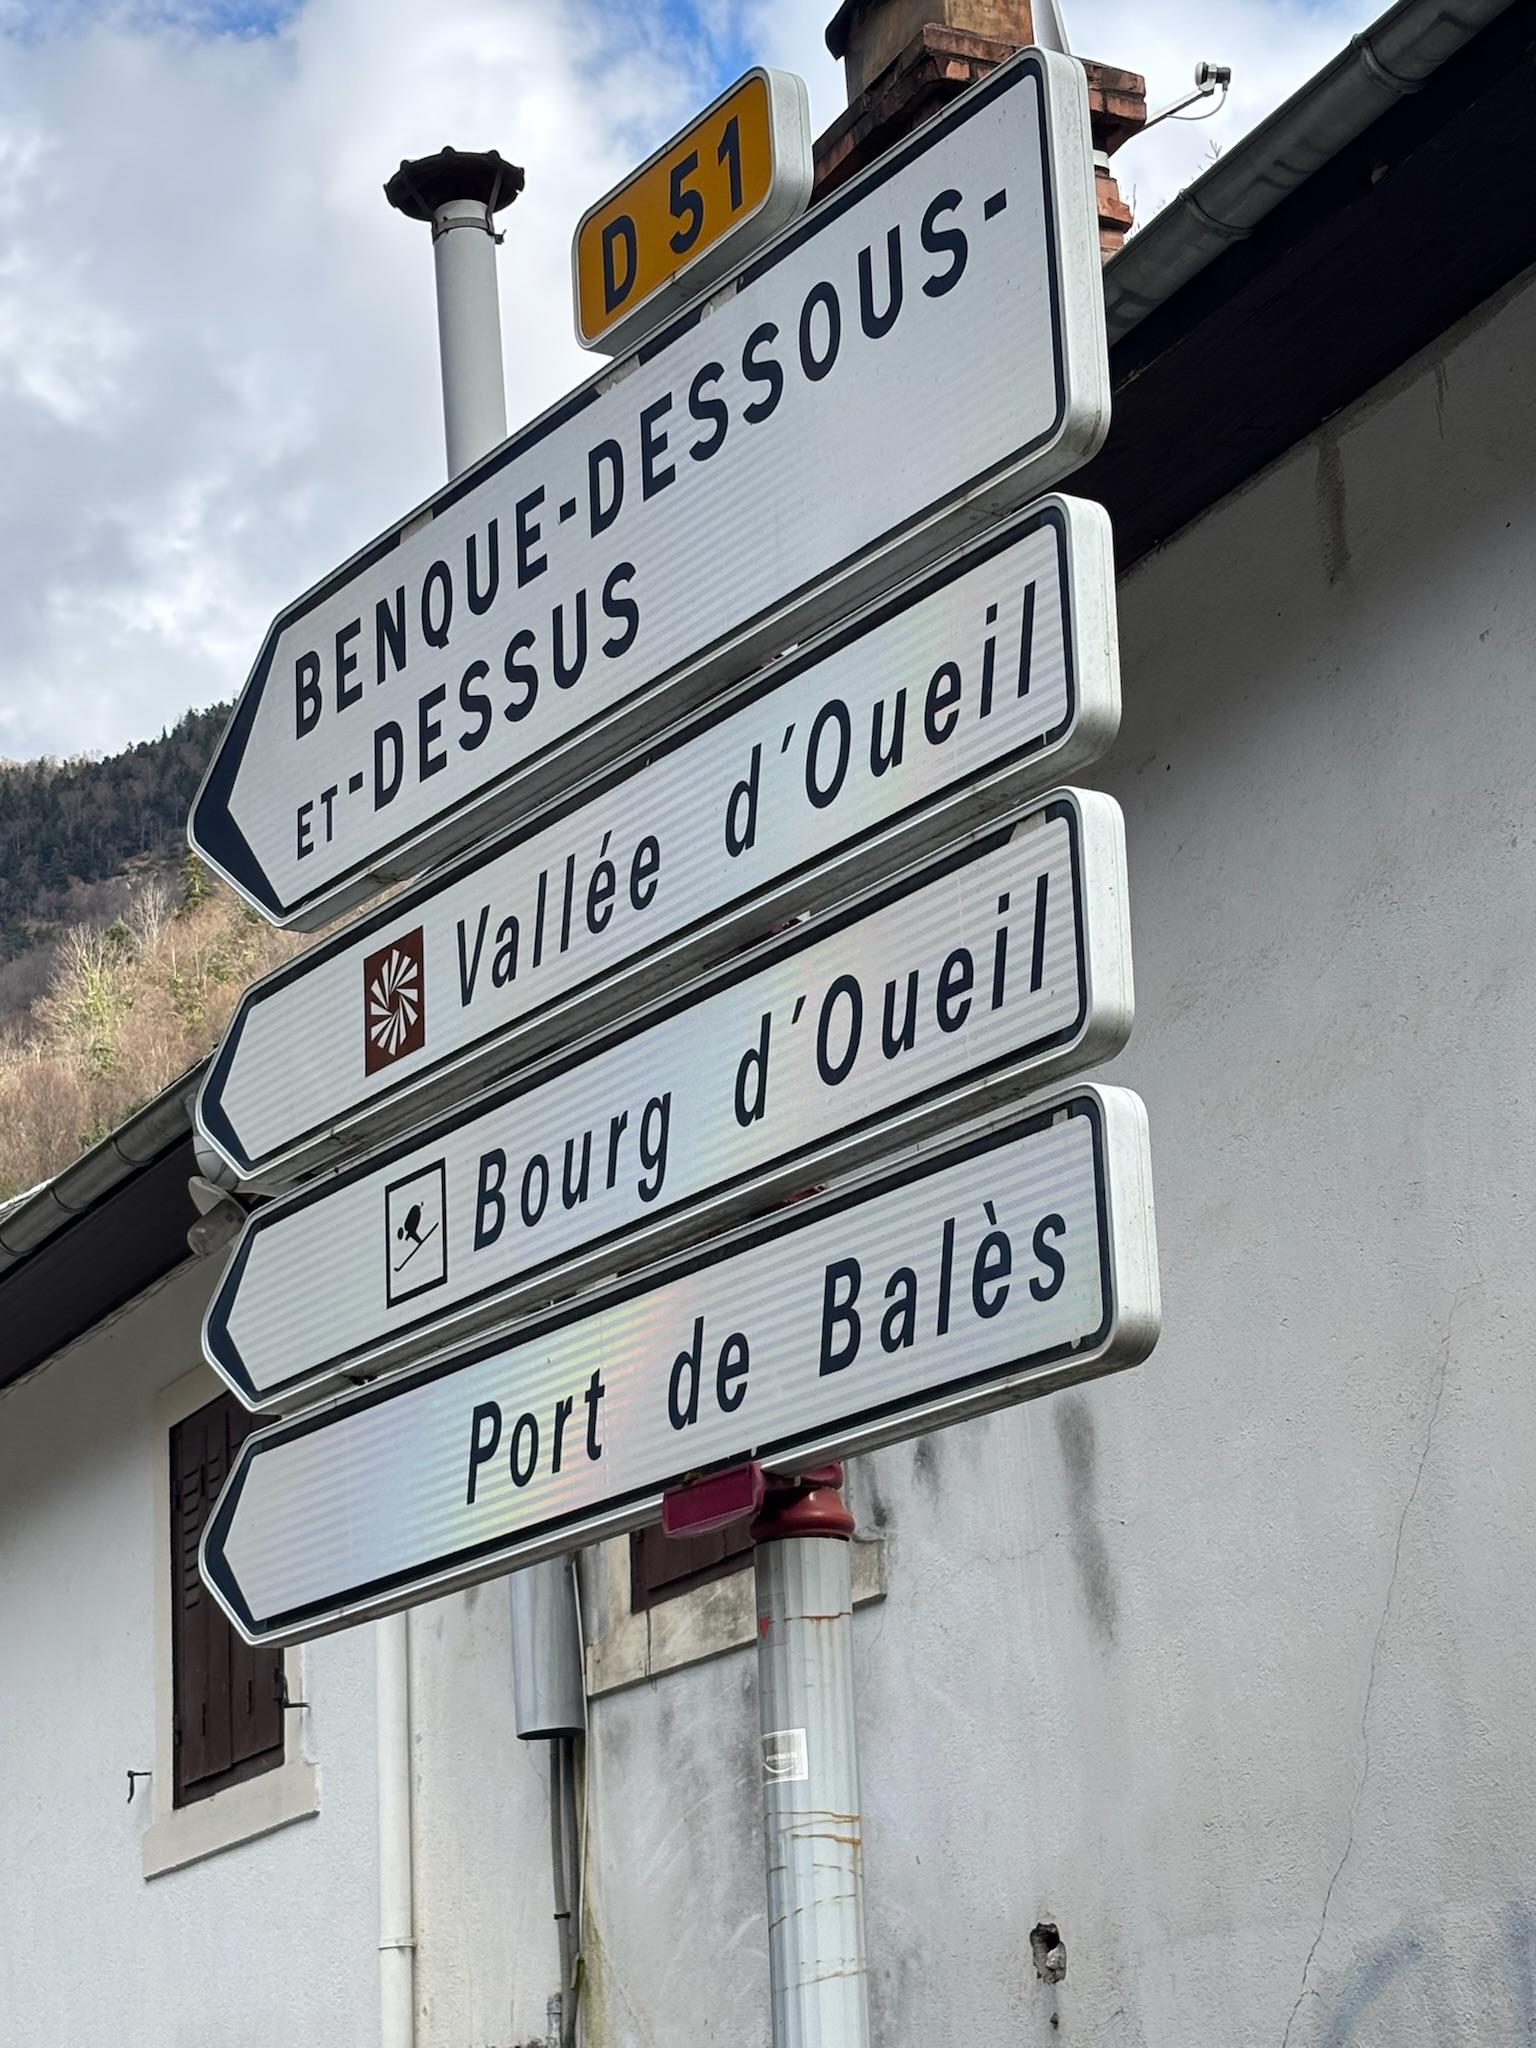 D 51
BENQUE-DESSOUS-
ET-DESSUS
Vallée d'Oueil
Bourg d'Oueil
Port de Balès